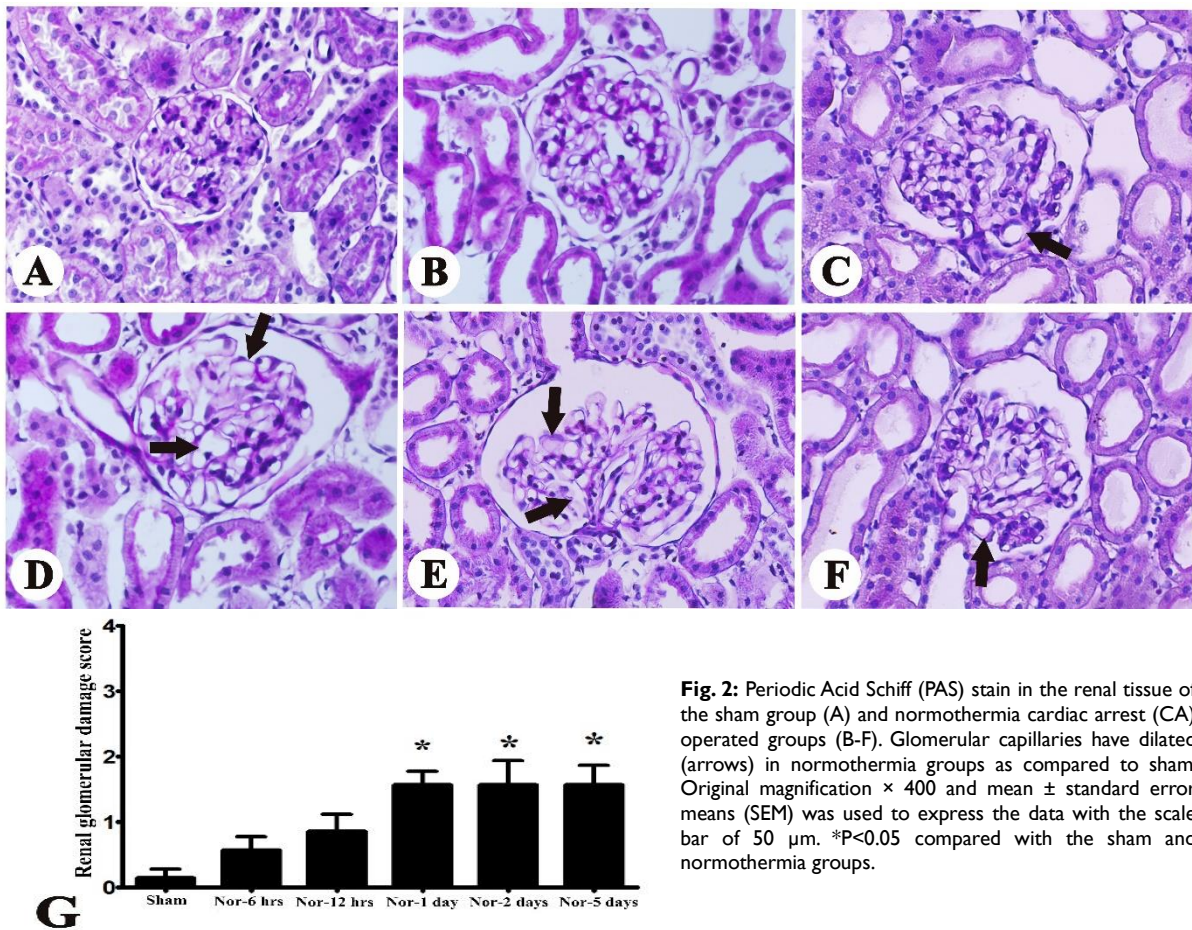 A
B
C
D
E
F
Renal glomerular damage score
4
3
2
1
0
* * *
Sham Nor-6 hrs Nor-12 hrs Nor-1 day Nor-2 days Nor-5 days
G
Fig. 2: Periodic Acid Schiff (PAS) stain in the renal tissue of
the sham group (A) and normothermia cardiac arrest (CA)
operated groups (B-F). Glomerular capillaries have dilated
(arrows) in normothermia groups as compared to sham
Original magnification × 400 and mean ± standard error
means (SEM) was used to express the data with the scale
bar of 50 µm. *P<0.05 compared with the sham and
normothermia groups.